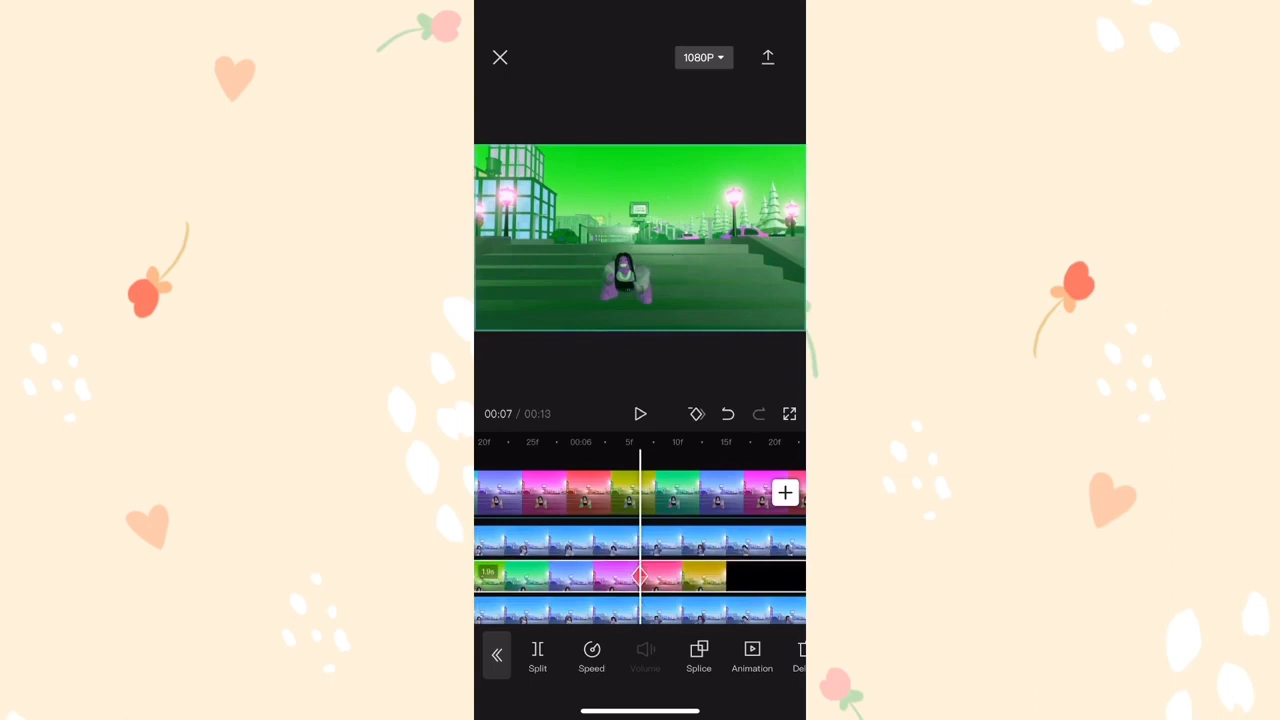 1080P
00:07 / 00:13
20f 25f 00:06 5f 10f 15f 20f
1.9s
Split Speed Volume Splice Animation Del